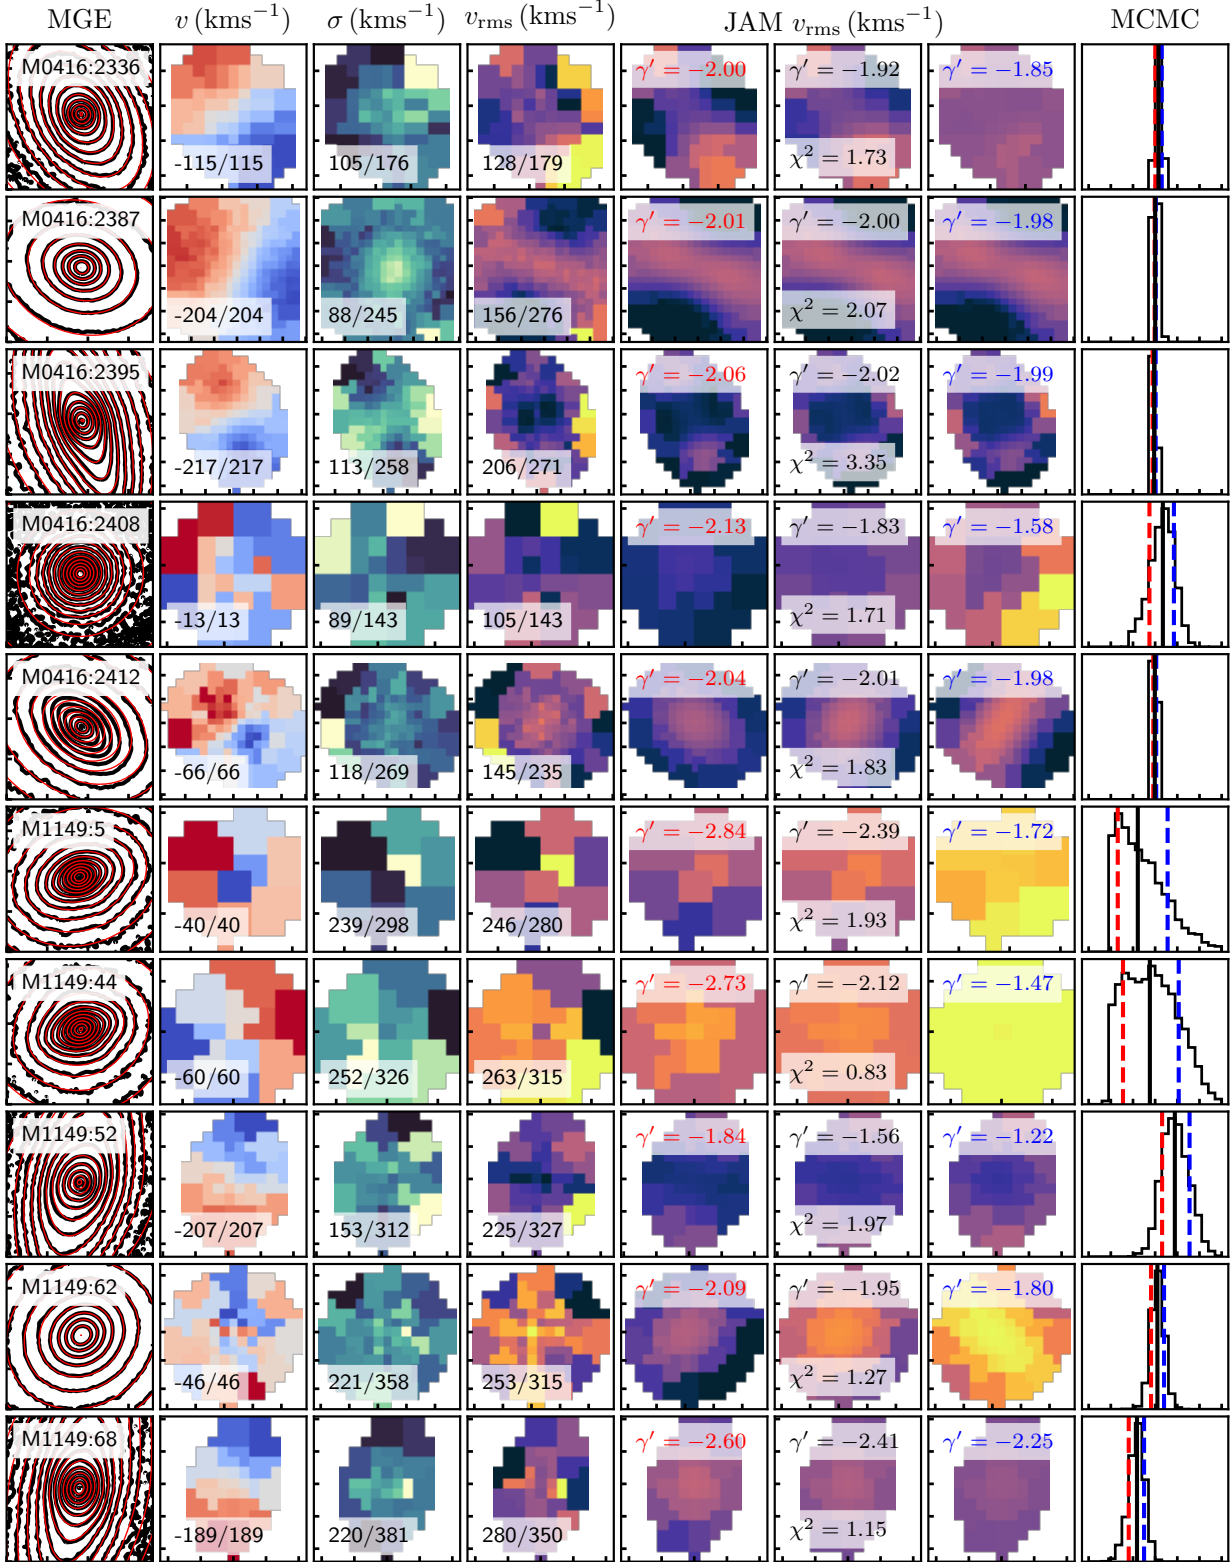 MGE v (kms⁻¹) σ (kms⁻¹) v_rms (kms⁻¹) JAM v_rms (kms⁻¹) MCMC
M0416:2336 γ′ = −2.00 γ′ = −1.92 γ′ = −1.85
-115/115 105/176 128/179 χ² = 1.73
M0416:2387 γ′ = −2.01 γ′ = −2.00 γ′ = −1.98
-204/204 88/245 156/276 χ² = 2.07
M0416:2395 γ′ = −2.06 γ′ = −2.02 γ′ = −1.99
-217/217 113/258 206/271 χ² = 3.35
M0416:2408 γ′ = −2.13 γ′ = −1.83 γ′ = −1.58
-13/13 89/143 105/143 χ² = 1.71
M0416:2412 γ′ = −2.04 γ′ = −2.01 γ′ = −1.98
-66/66 118/269 145/235 χ² = 1.83
M1149:5 γ′ = −2.84 γ′ = −2.39 γ′ = −1.72
-40/40 239/298 246/280 χ² = 1.93
M1149:44 γ′ = −2.73 γ′ = −2.12 γ′ = −1.47
-60/60 252/326 263/315 χ² = 0.83
M1149:52 γ′ = −1.84 γ′ = −1.56 γ′ = −1.22
-207/207 153/312 225/327 χ² = 1.97
M1149:62 γ′ = −2.09 γ′ = −1.95 γ′ = −1.80
-46/46 221/358 253/315 χ² = 1.27
M1149:68 γ′ = −2.60 γ′ = −2.41 γ′ = −2.25
-189/189 220/381 280/350 χ² = 1.15